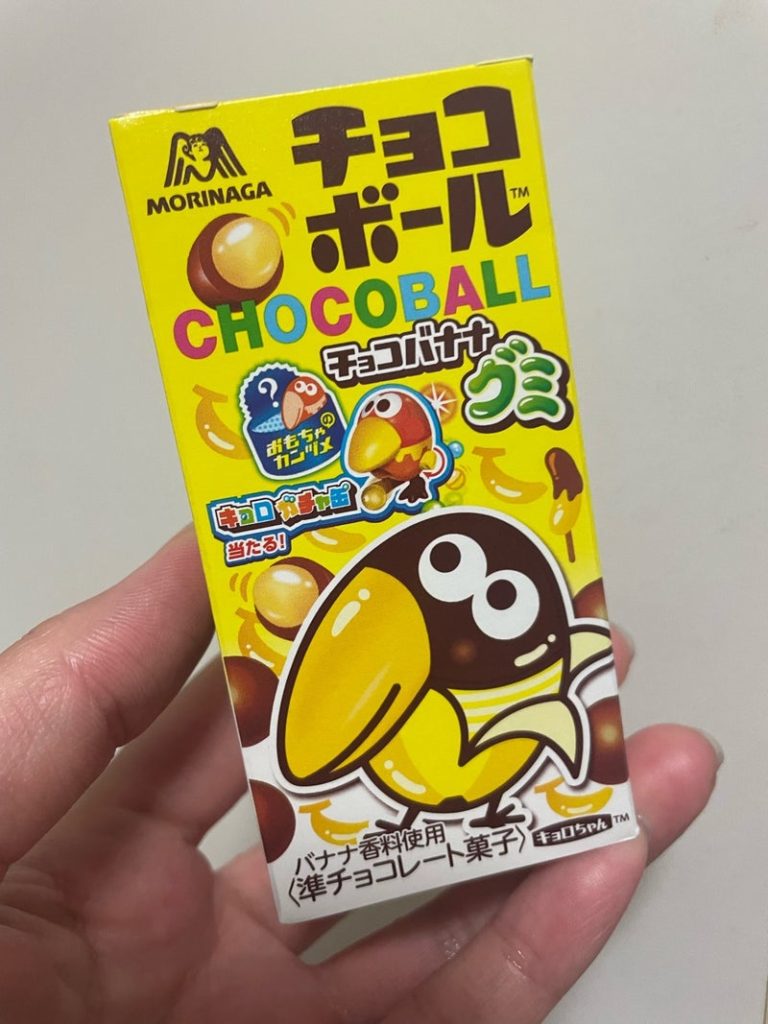 MORINAGA
チョコ
ボール™
CHOCOBALL
チョコバナナ
グミ
?
おもちゃの
カンヅメ
キョロガチャ缶
当たる!
バナナ香料使用
〈準チョコレート菓子〉
キョロちゃん™